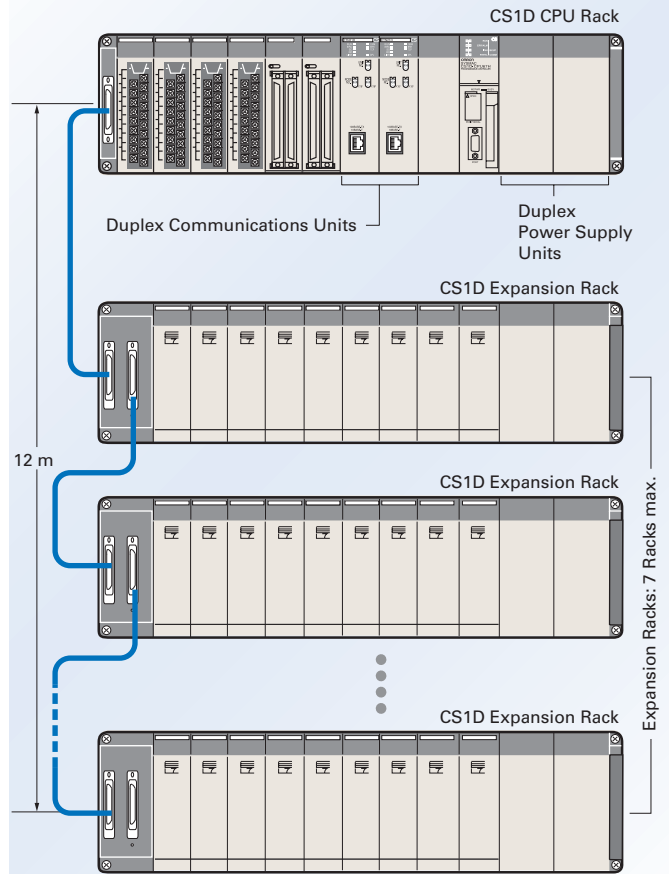 CS1D CPU Rack
Duplex Communications Units
Duplex
Power Supply
Units
CS1D Expansion Rack
12 m
CS1D Expansion Rack
Expansion Racks: 7 Racks max.
CS1D Expansion Rack